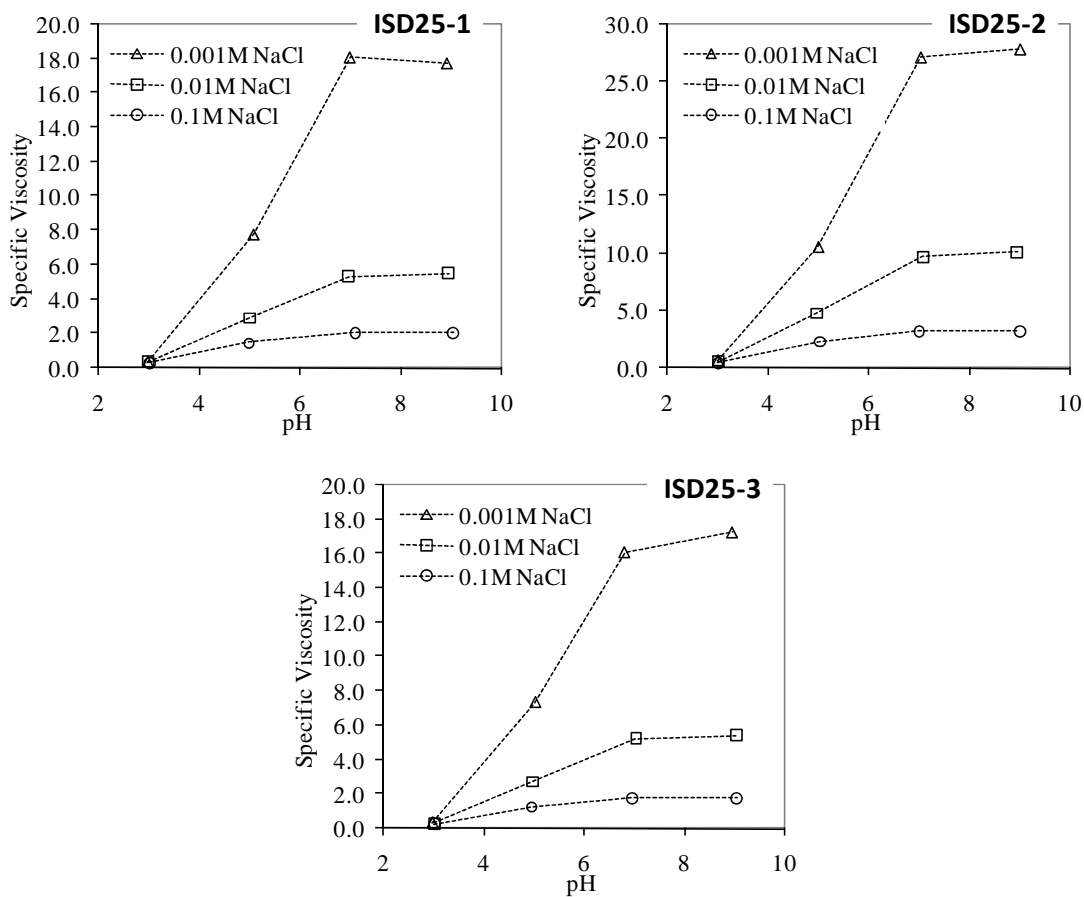 ISD25-1
20.0
18.0
16.0
14.0
12.0
10.0
8.0
6.0
4.0
2.0
0.0
Specific Viscosity
0.001M NaCl
0.01M NaCl
0.1M NaCl
2 4 6 8 10
pH
ISD25-2
30.0
25.0
20.0
15.0
10.0
5.0
0.0
Specific Viscosity
0.001M NaCl
0.01M NaCl
0.1M NaCl
2 4 6 8 10
pH
ISD25-3
20.0
18.0
16.0
14.0
12.0
10.0
8.0
6.0
4.0
2.0
0.0
Specific Viscosity
0.001M NaCl
0.01M NaCl
0.1M NaCl
2 4 6 8 10
pH